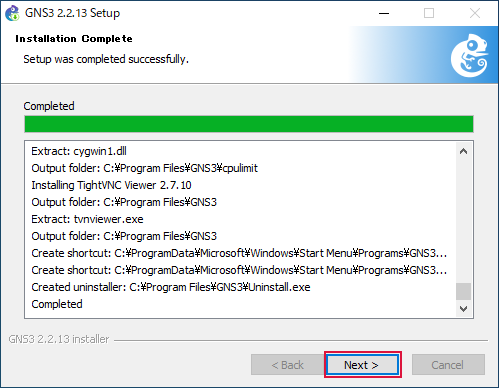 GNS3 2.2.13 Setup
Installation Complete
Setup was completed successfully.
Completed
Extract: cygwin1.dll
Output folder: C:¥Program Files¥GNS3¥cpulimit
Installing TightVNC Viewer 2.7.10
Output folder: C:¥Program Files¥GNS3
Extract: tvnviewer.exe
Output folder: C:¥Program Files¥GNS3
Create shortcut: C:¥ProgramData¥Microsoft¥Windows¥Start Menu¥Programs¥GNS3...
Create shortcut: C:¥ProgramData¥Microsoft¥Windows¥Start Menu¥Programs¥GNS3...
Created uninstaller: C:¥Program Files¥GNS3¥Uninstall.exe
Completed
GNS3 2.2.13 installer
< Back
Next >
Cancel